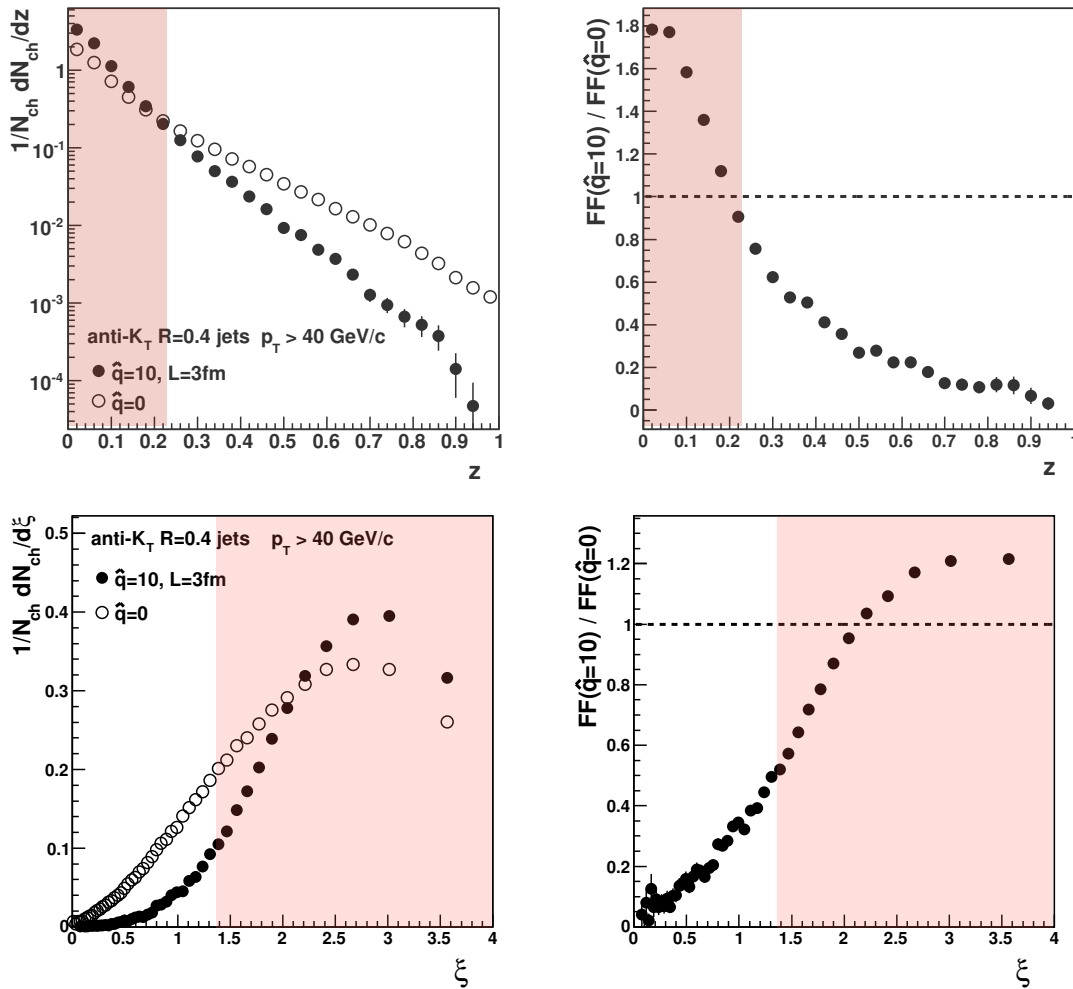 1/N_ch dN_ch/dz
1
10^-1
10^-2
10^-3
10^-4
anti-K_T R=0.4 jets p_T > 40 GeV/c
q̂=10, L=3fm
q̂=0
0 0.1 0.2 0.3 0.4 0.5 0.6 0.7 0.8 0.9 1
z
FF(q̂=10) / FF(q̂=0)
1.8
1.6
1.4
1.2
1
0.8
0.6
0.4
0.2
0
0 0.1 0.2 0.3 0.4 0.5 0.6 0.7 0.8 0.9 1
z
1/N_ch dN_ch/dξ
0.5
0.4
0.3
0.2
0.1
0
anti-K_T R=0.4 jets p_T > 40 GeV/c
q̂=10, L=3fm
q̂=0
0 0.5 1 1.5 2 2.5 3 3.5 4
ξ
FF(q̂=10) / FF(q̂=0)
1.2
1
0.8
0.6
0.4
0.2
0
0 0.5 1 1.5 2 2.5 3 3.5 4
ξ